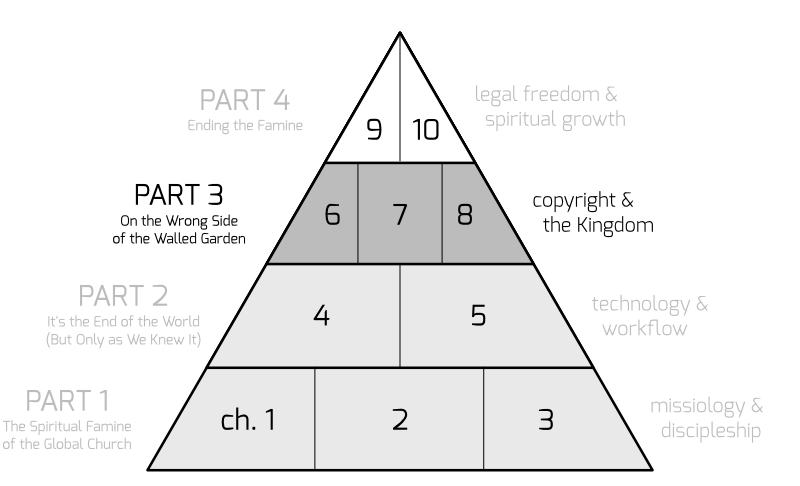 PART 4
Ending the Famine
9
10
legal freedom &
spiritual growth
PART 3
On the Wrong Side
of the Walled Garden
6
7
8
copyright &
the Kingdom
PART 2
It's the End of the World
(But Only as We Knew It)
4
5
technology &
workflow
PART 1
The Spiritual Famine
of the Global Church
ch. 1
2
3
missiology &
discipleship